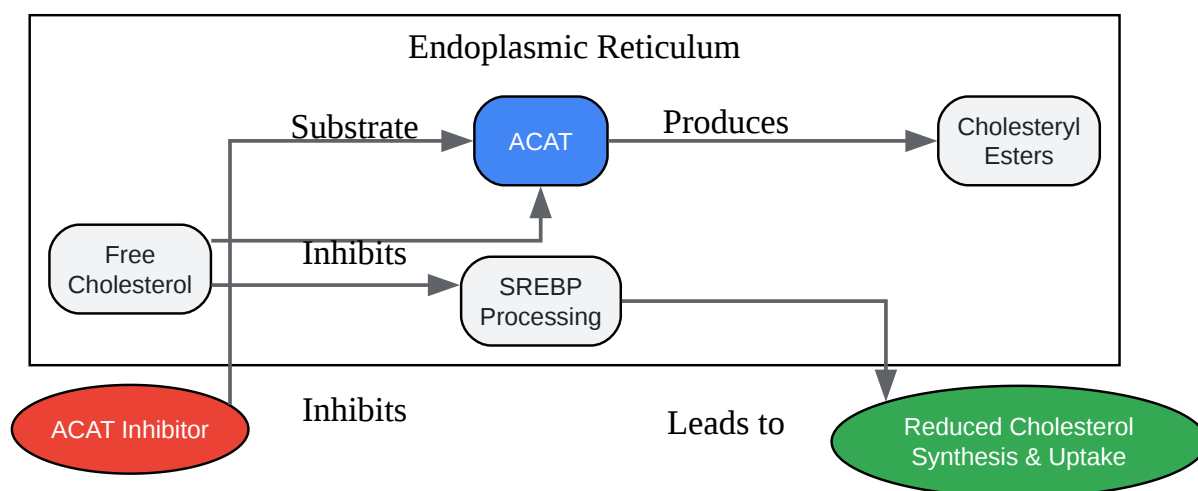 Endoplasmic Reticulum
Substrate
ACAT
Produces
Cholesteryl
Esters
Free
Cholesterol
Inhibits
SREBP
Processing
ACAT Inhibitor
Inhibits
Leads to
Reduced Cholesterol
Synthesis & Uptake